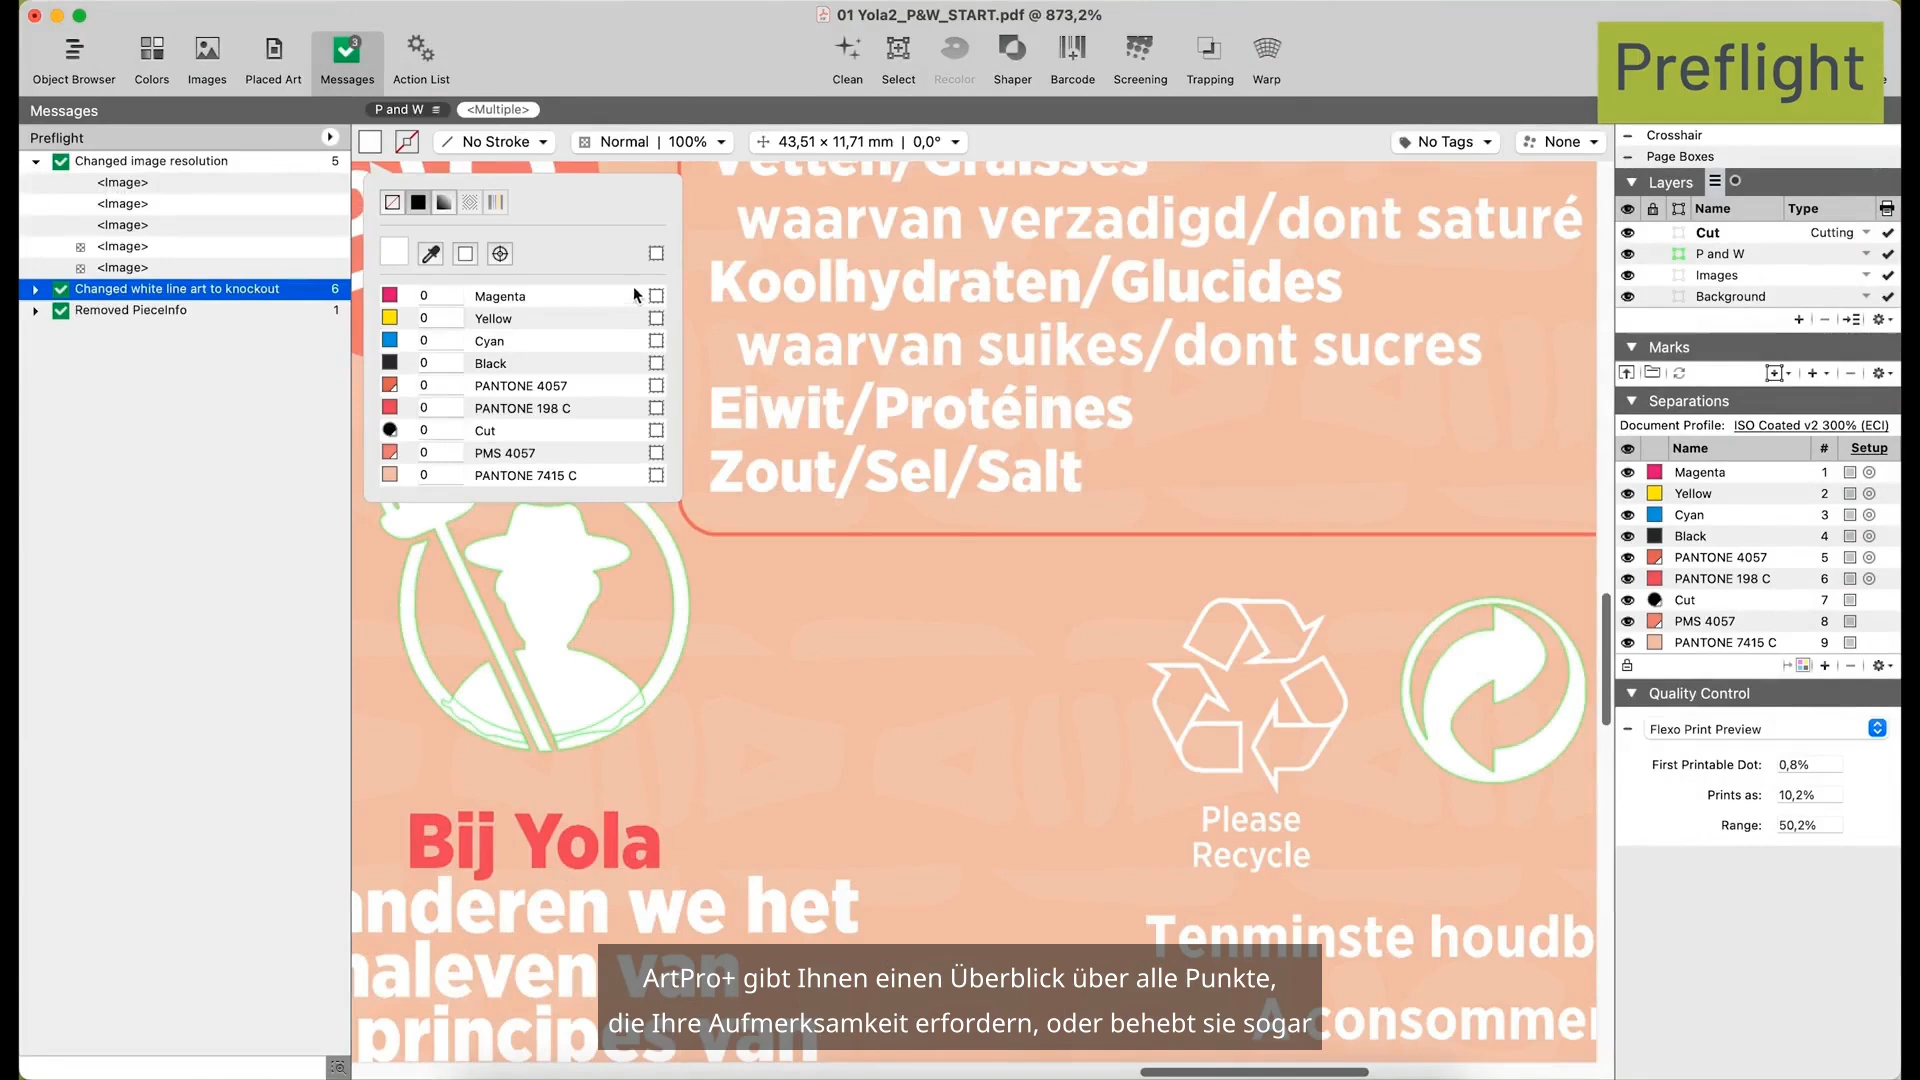 01 Yola2_P&W_START.pdf @ 873,2%
Object Browser
Colors
Images
Placed Art
3
Messages
Action List
Clean
Select
Recolor
Shaper
Barcode
Screening
Trapping
Warp
Preflight
Messages
P and W
<Multiple>
Preflight
No Stroke
Normal | 100%
43,51 × 11,71 mm | 0,0°
No Tags
None
Changed image resolution 5
<Image>
<Image>
<Image>
<Image>
<Image>
Changed white line art to knockout 6
Removed PieceInfo 1
0 Magenta
0 Yellow
0 Cyan
0 Black
0 PANTONE 4057
0 PANTONE 198 C
0 Cut
0 PMS 4057
0 PANTONE 7415 C
Vetten/Graisses
waarvan verzadigd/dont saturé
Koolhydraten/Glucides
waarvan suikes/dont sucres
Eiwit/Protéines
Zout/Sel/Salt
Please
Recycle
Bij Yola
anderen we het
naleven van
principes van
Tenminste houdb
A consommer
ArtPro+ gibt Ihnen einen Überblick über alle Punkte,
die Ihre Aufmerksamkeit erfordern, oder behebt sie sogar
Crosshair
Page Boxes
Layers
Name Type
Cut Cutting
P and W
Images
Background
Marks
Separations
Document Profile: ISO Coated v2 300% (ECI)
Name # Setup
Magenta 1
Yellow 2
Cyan 3
Black 4
PANTONE 4057 5
PANTONE 198 C 6
Cut 7
PMS 4057 8
PANTONE 7415 C 9
Quality Control
Flexo Print Preview
First Printable Dot: 0,8%
Prints as: 10,2%
Range: 50,2%